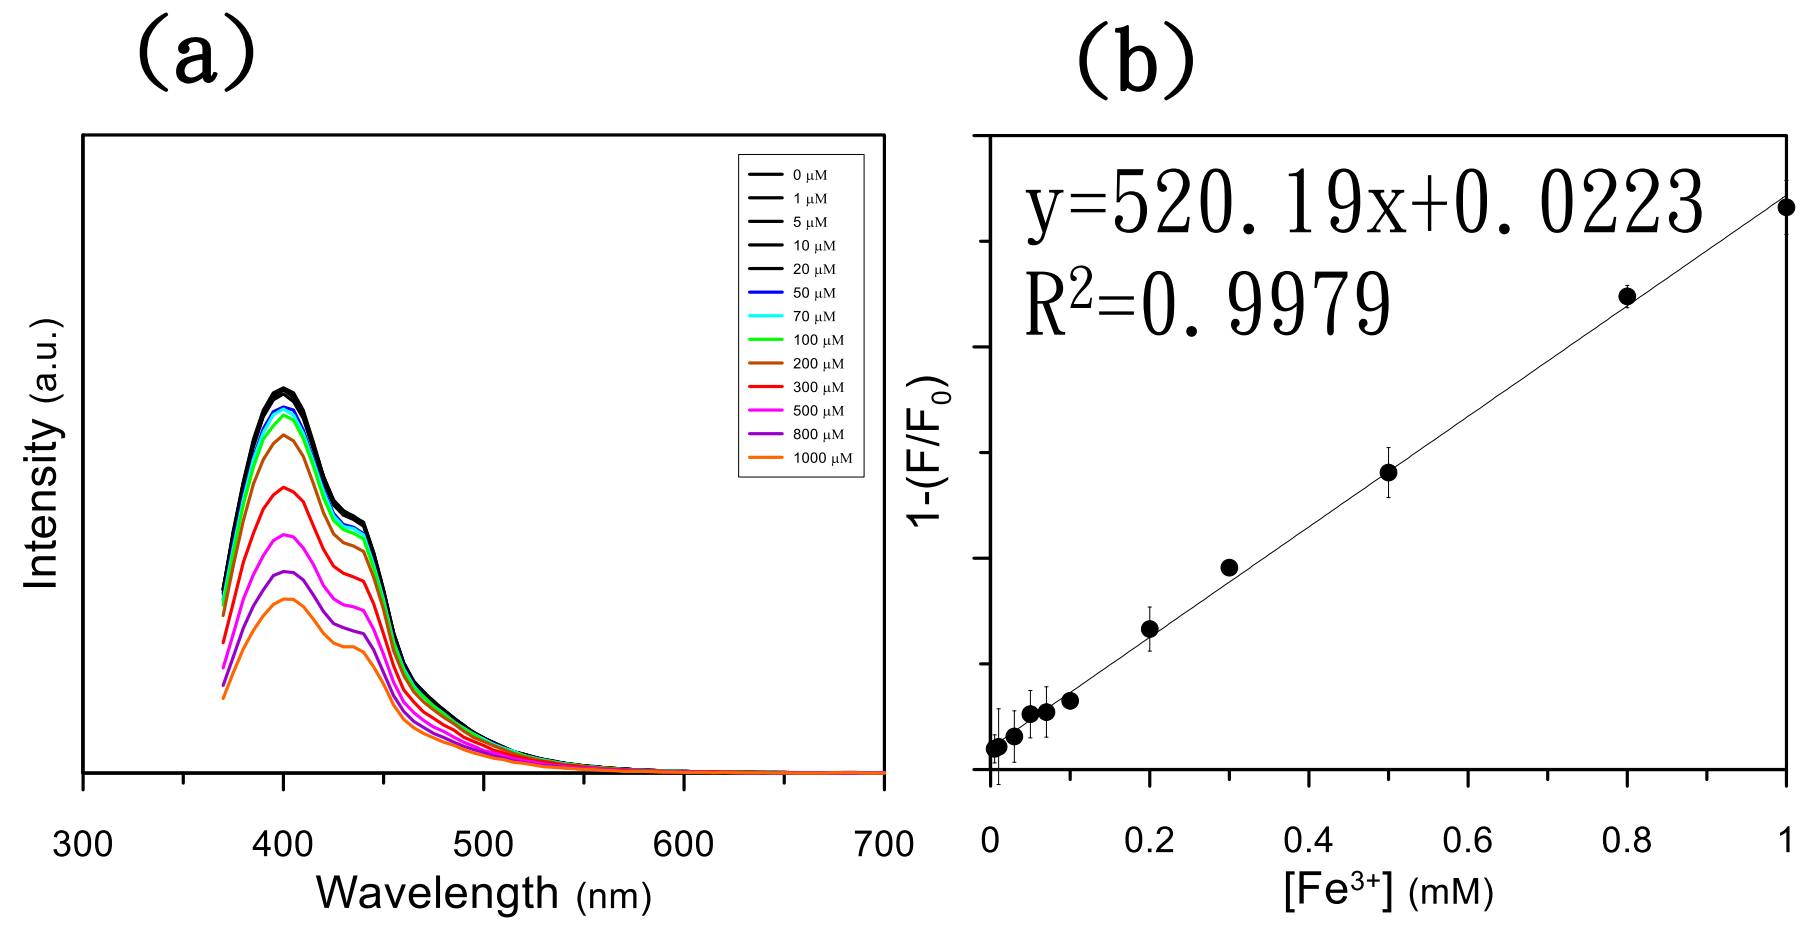 (a)
Intensity (a.u.)
0 μM
1 μM
5 μM
10 μM
20 μM
50 μM
70 μM
100 μM
200 μM
300 μM
500 μM
800 μM
1000 μM
300 400 500 600 700
Wavelength (nm)
(b)
1-(F/F₀)
y=520.19x+0.0223
R²=0.9979
0 0.2 0.4 0.6 0.8 1
[Fe³⁺] (mM)